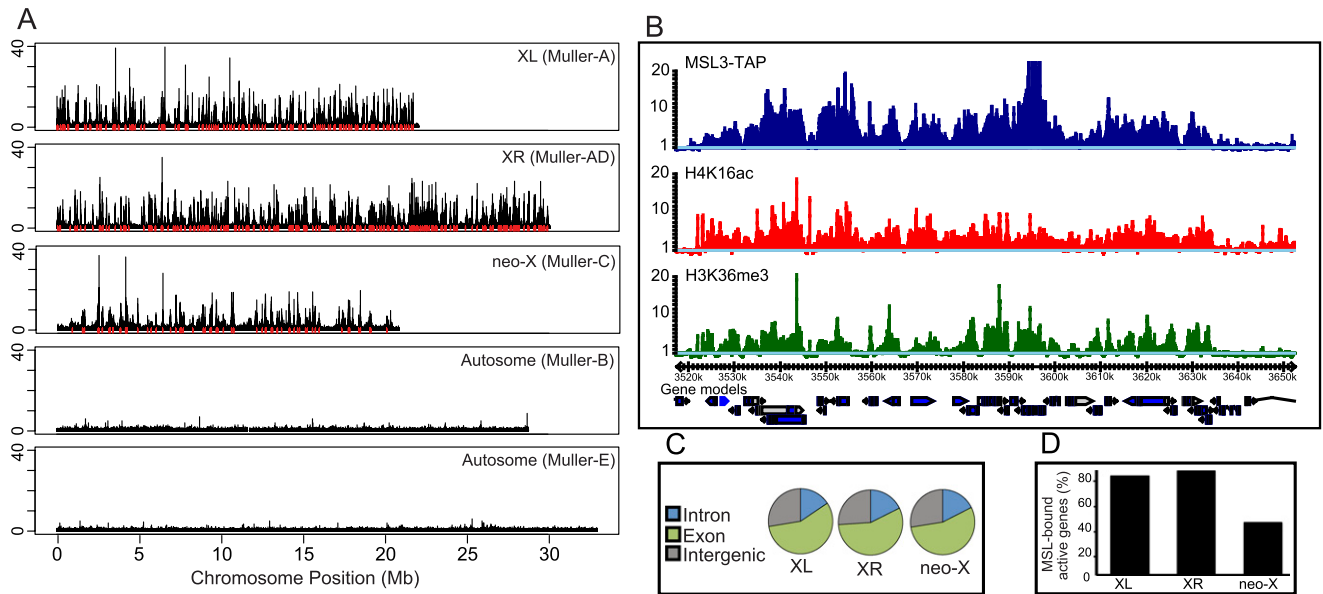 A
40
0
XL (Muller-A)
40
0
XR (Muller-AD)
40
0
neo-X (Muller-C)
40
0
Autosome (Muller-B)
40
0
Autosome (Muller-E)
0 5 10 15 20 25 30
Chromosome Position (Mb)
B
MSL3-TAP
20
10
1
H4K16ac
20
10
1
H3K36me3
20
10
1
3520k 3530k 3540k 3550k 3560k 3570k 3580k 3590k 3600k 3610k 3620k 3630k 3640k 3650k
Gene models
C
Intron
Exon
Intergenic
XL XR neo-X
D
MSL-bound
active genes (%)
80
60
40
20
0
XL XR neo-X